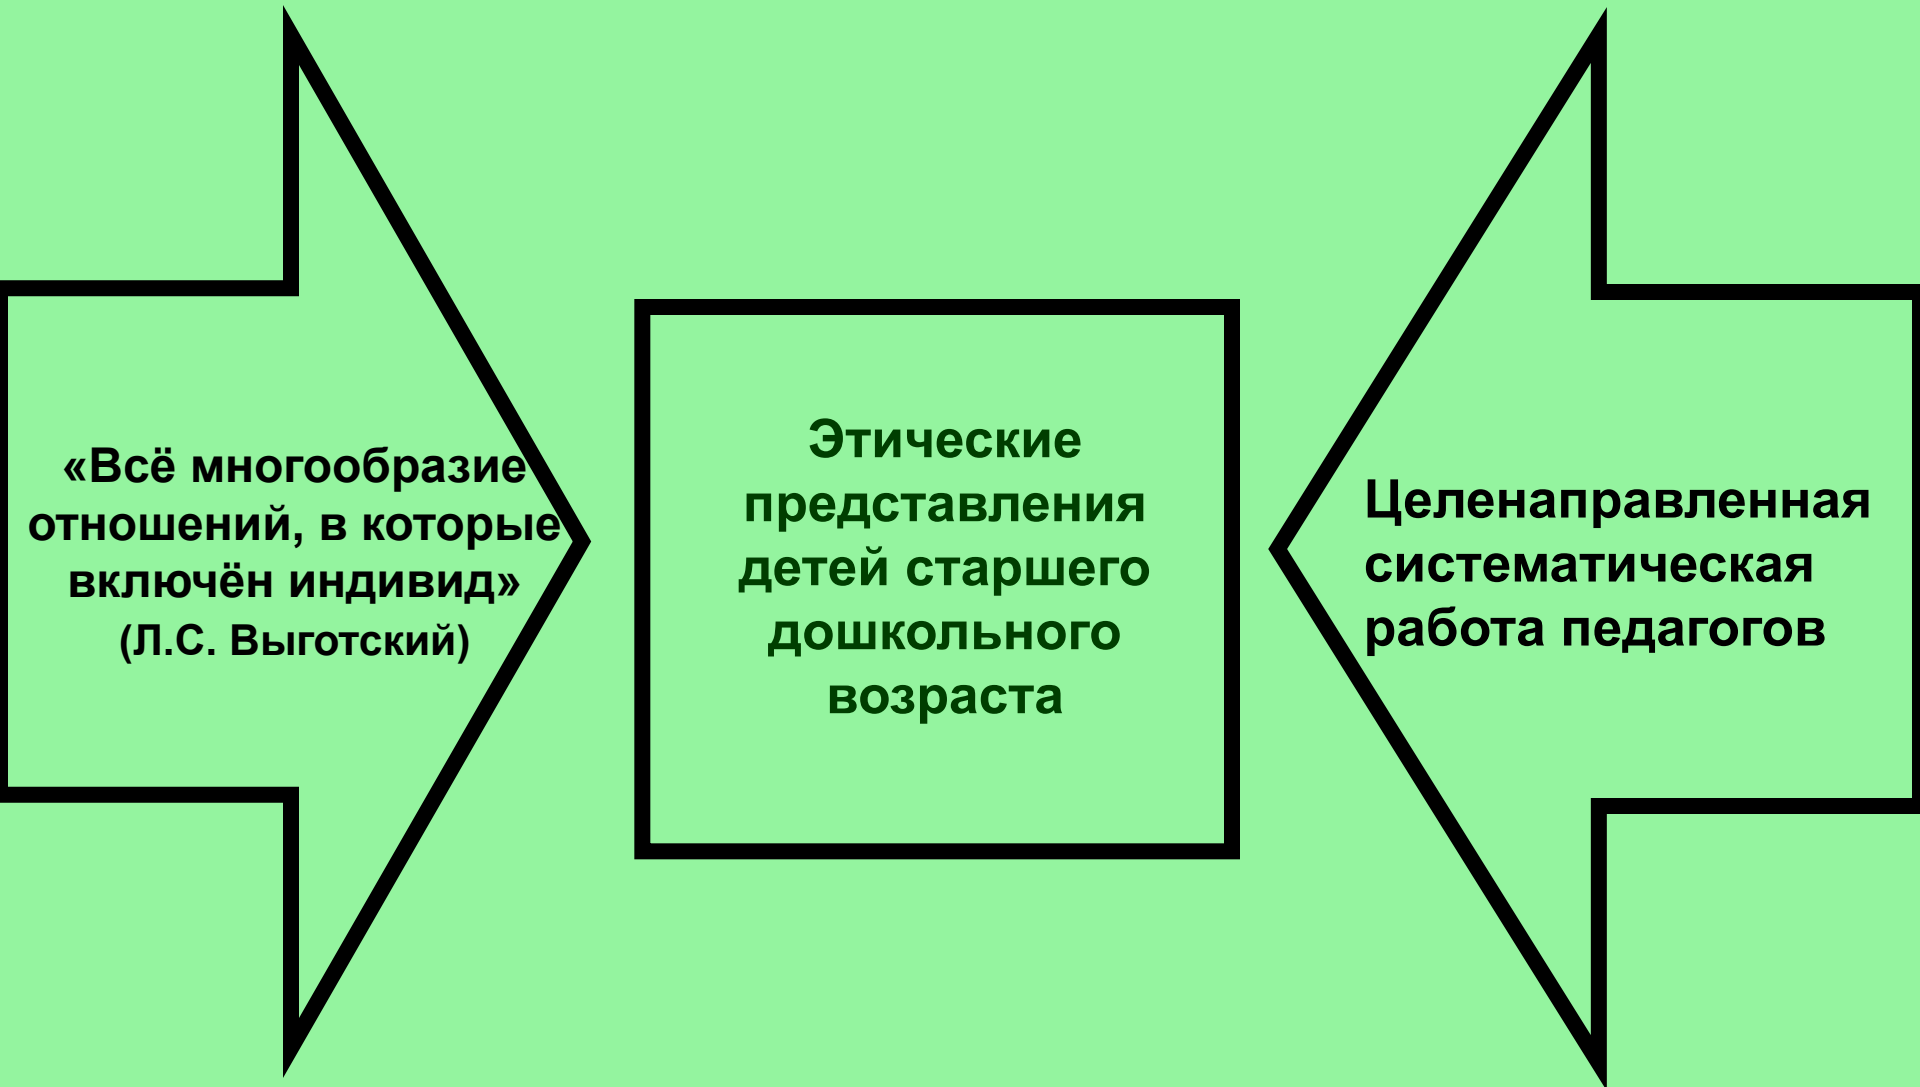 «Всё многообразие
отношений, в которые
включён индивид»
(Л.С. Выготский)
Этические
представления
детей старшего
дошкольного
возраста
Целенаправленная
систематическая
работа педагогов